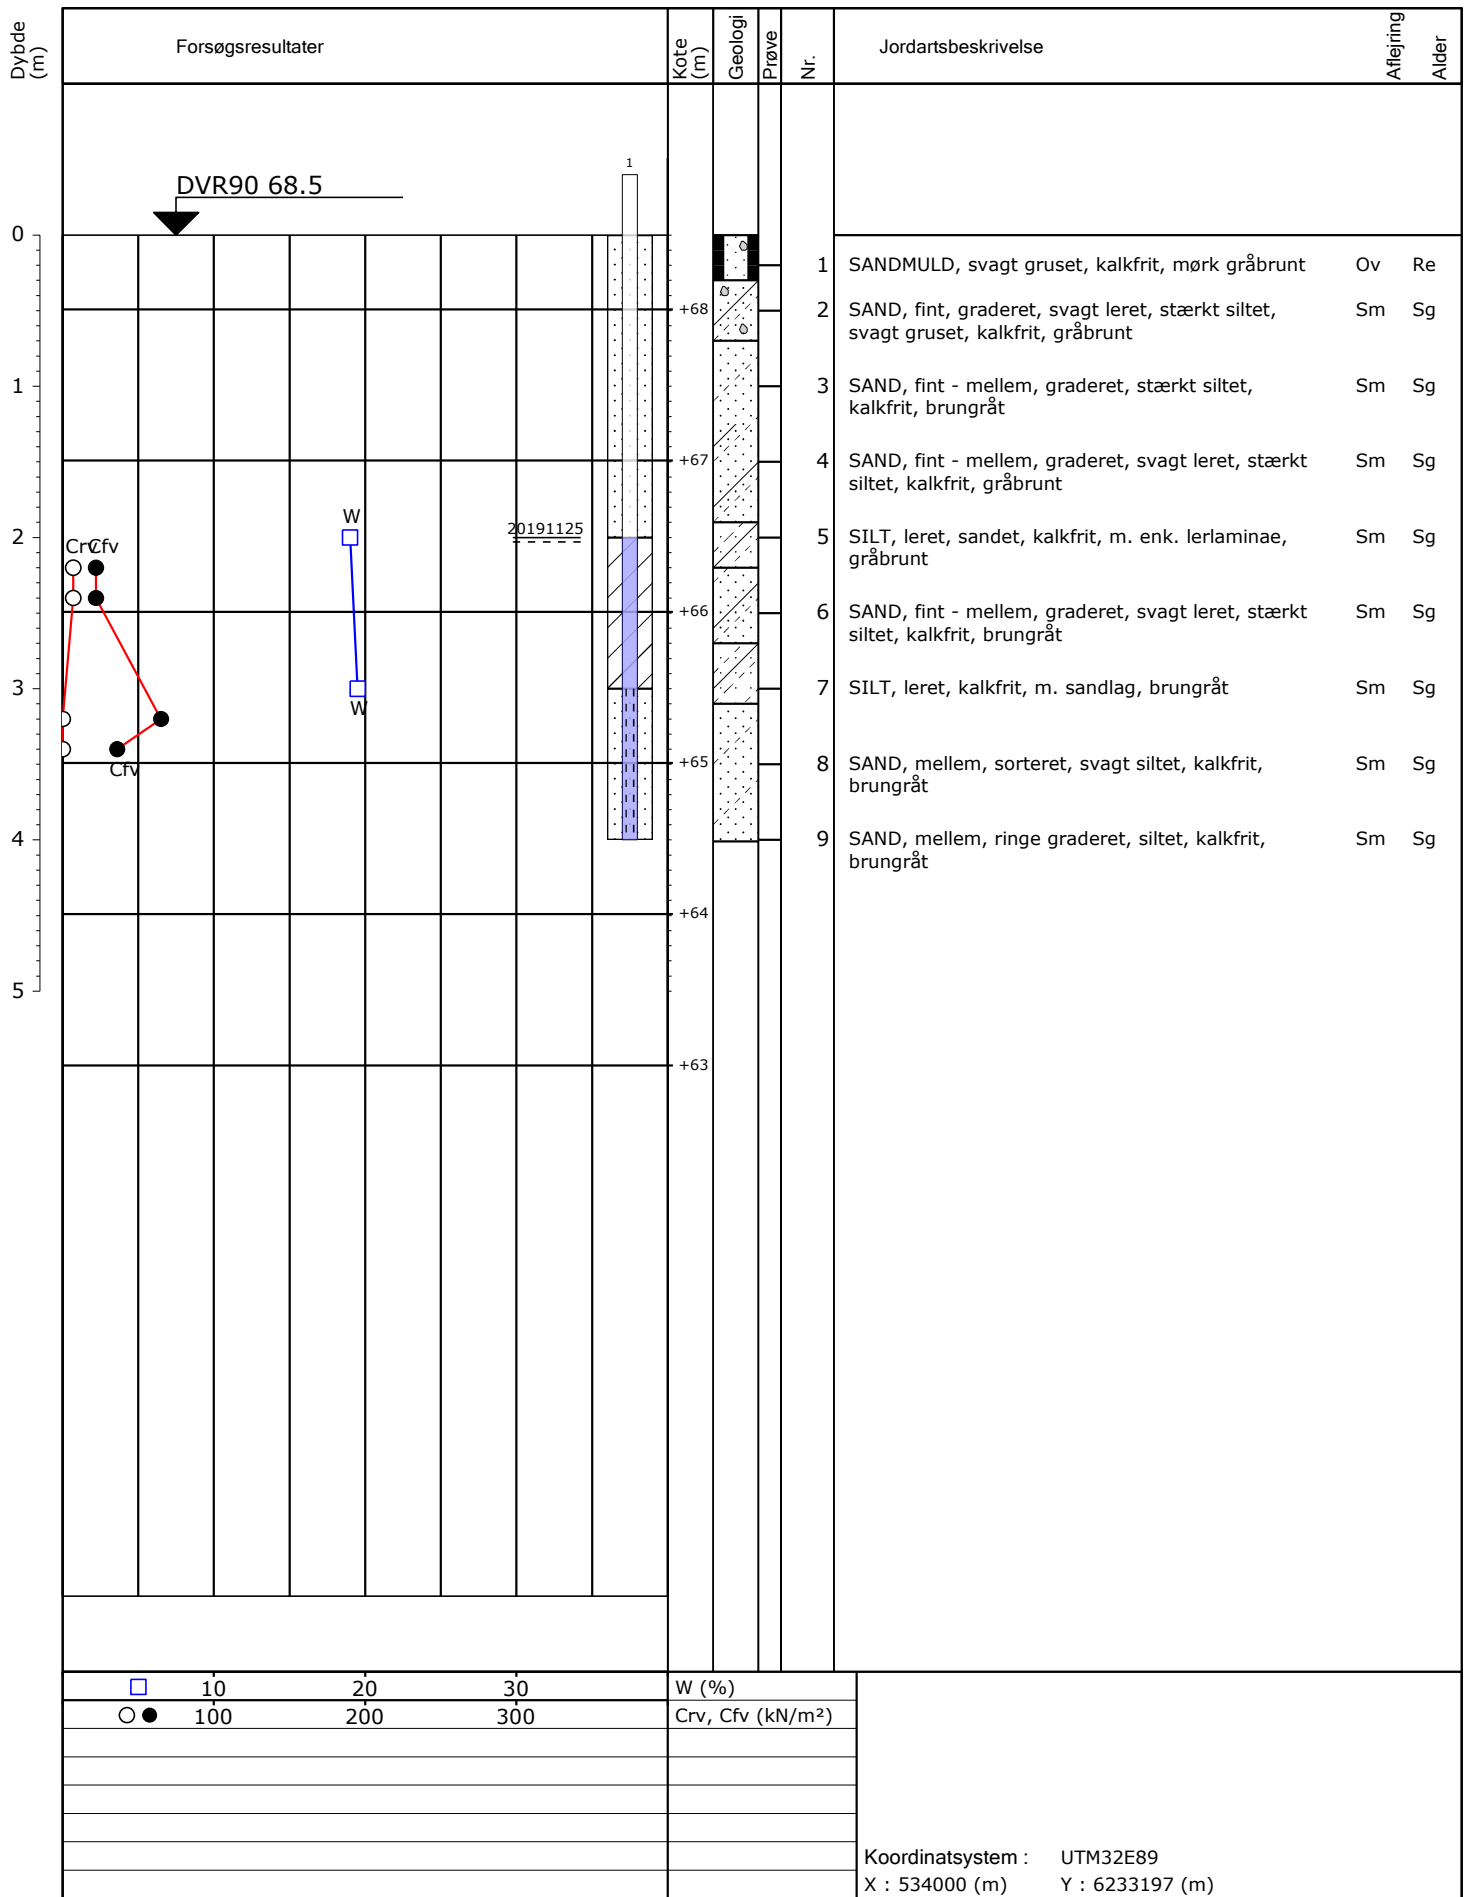 Dybde (m)
Forsøgsresultater
Kote (m)
Geologi
Prøve
Nr.
Jordartsbeskrivelse
Aflejring
Alder
DVR90 68.5
1
0
1 SANDMULD, svagt gruset, kalkfrit, mørk gråbrunt Ov Re
+68
2 SAND, fint, graderet, svagt leret, stærkt siltet, Sm Sg
svagt gruset, kalkfrit, gråbrunt
1
3 SAND, fint - mellem, graderet, stærkt siltet, Sm Sg
kalkfrit, brungråt
+67
4 SAND, fint - mellem, graderet, svagt leret, stærkt Sm Sg
siltet, kalkfrit, gråbrunt
W
20191125
2
5 SILT, leret, sandet, kalkfrit, m. enk. lerlaminae, Sm Sg
gråbrunt
Crv Cfv
+66
6 SAND, fint - mellem, graderet, svagt leret, stærkt Sm Sg
siltet, kalkfrit, brungråt
3
7 SILT, leret, kalkfrit, m. sandlag, brungråt Sm Sg
W
Cfv
+65
8 SAND, mellem, sorteret, svagt siltet, kalkfrit, Sm Sg
brungråt
4
9 SAND, mellem, ringe graderet, siltet, kalkfrit, Sm Sg
brungråt
+64
5
+63
10 20 30 W (%)
100 200 300 Crv, Cfv (kN/m²)
Koordinatsystem : UTM32E89
X : 534000 (m) Y : 6233197 (m)